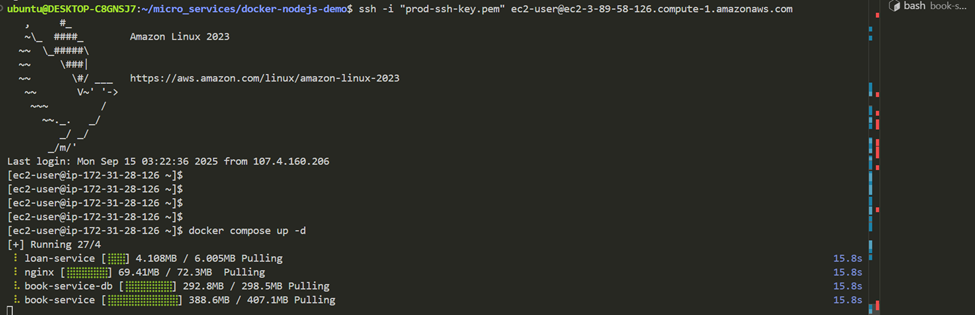 ubuntu@DESKTOP-C8GNSJ7:~/micro_services/docker-nodejs-demo$ ssh -i "prod-ssh-key.pem" ec2-user@ec2-3-89-58-126.compute-1.amazonaws.com
bash book-s...
   ,     #_
   ~\_  ####_        Amazon Linux 2023
  ~~  \_#####\
  ~~     \###|
  ~~       \#/ ___   https://aws.amazon.com/linux/amazon-linux-2023
   ~~       V~' '->
    ~~~         /
      ~~._.   _/
         _/ _/
       _/m/'
Last login: Mon Sep 15 03:22:36 2025 from 107.4.160.206
[ec2-user@ip-172-31-28-126 ~]$
[ec2-user@ip-172-31-28-126 ~]$
[ec2-user@ip-172-31-28-126 ~]$
[ec2-user@ip-172-31-28-126 ~]$
[ec2-user@ip-172-31-28-126 ~]$ docker compose up -d
[+] Running 27/4
loan-service [⣿⣿⣿] 4.108MB / 6.005MB Pulling 15.8s
nginx [⣿⣿⣿⣿⣿⣿⣿] 69.41MB / 72.3MB  Pulling 15.8s
book-service-db [⣿⣿⣿⣿⣿⣿⣿⣿] 292.8MB / 298.5MB Pulling 15.8s
book-service [⣿⣿⣿⣿⣿⣿⣿⣿⣿⣿⣿] 388.6MB / 407.1MB Pulling 15.8s